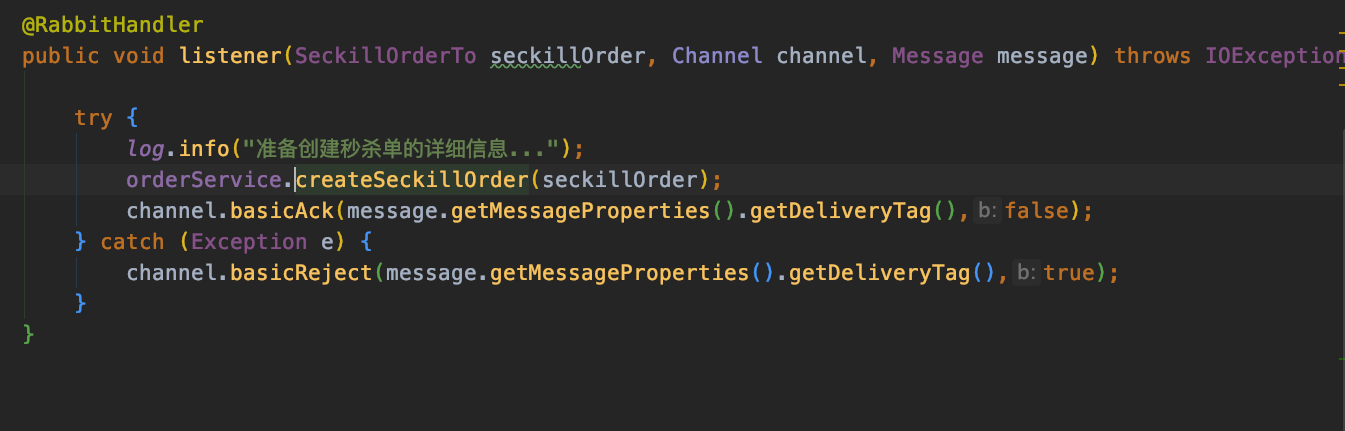 @RabbitHandler
public void listener(SeckillOrderTo seckillOrder, Channel channel, Message message) throws IOException
try {
log.info("准备创建秒杀单的详细信息...");
orderService.createSeckillOrder(seckillOrder);
channel.basicAck(message.getMessageProperties().getDeliveryTag(), b: false);
} catch (Exception e) {
channel.basicReject(message.getMessageProperties().getDeliveryTag(), b: true);
}
}